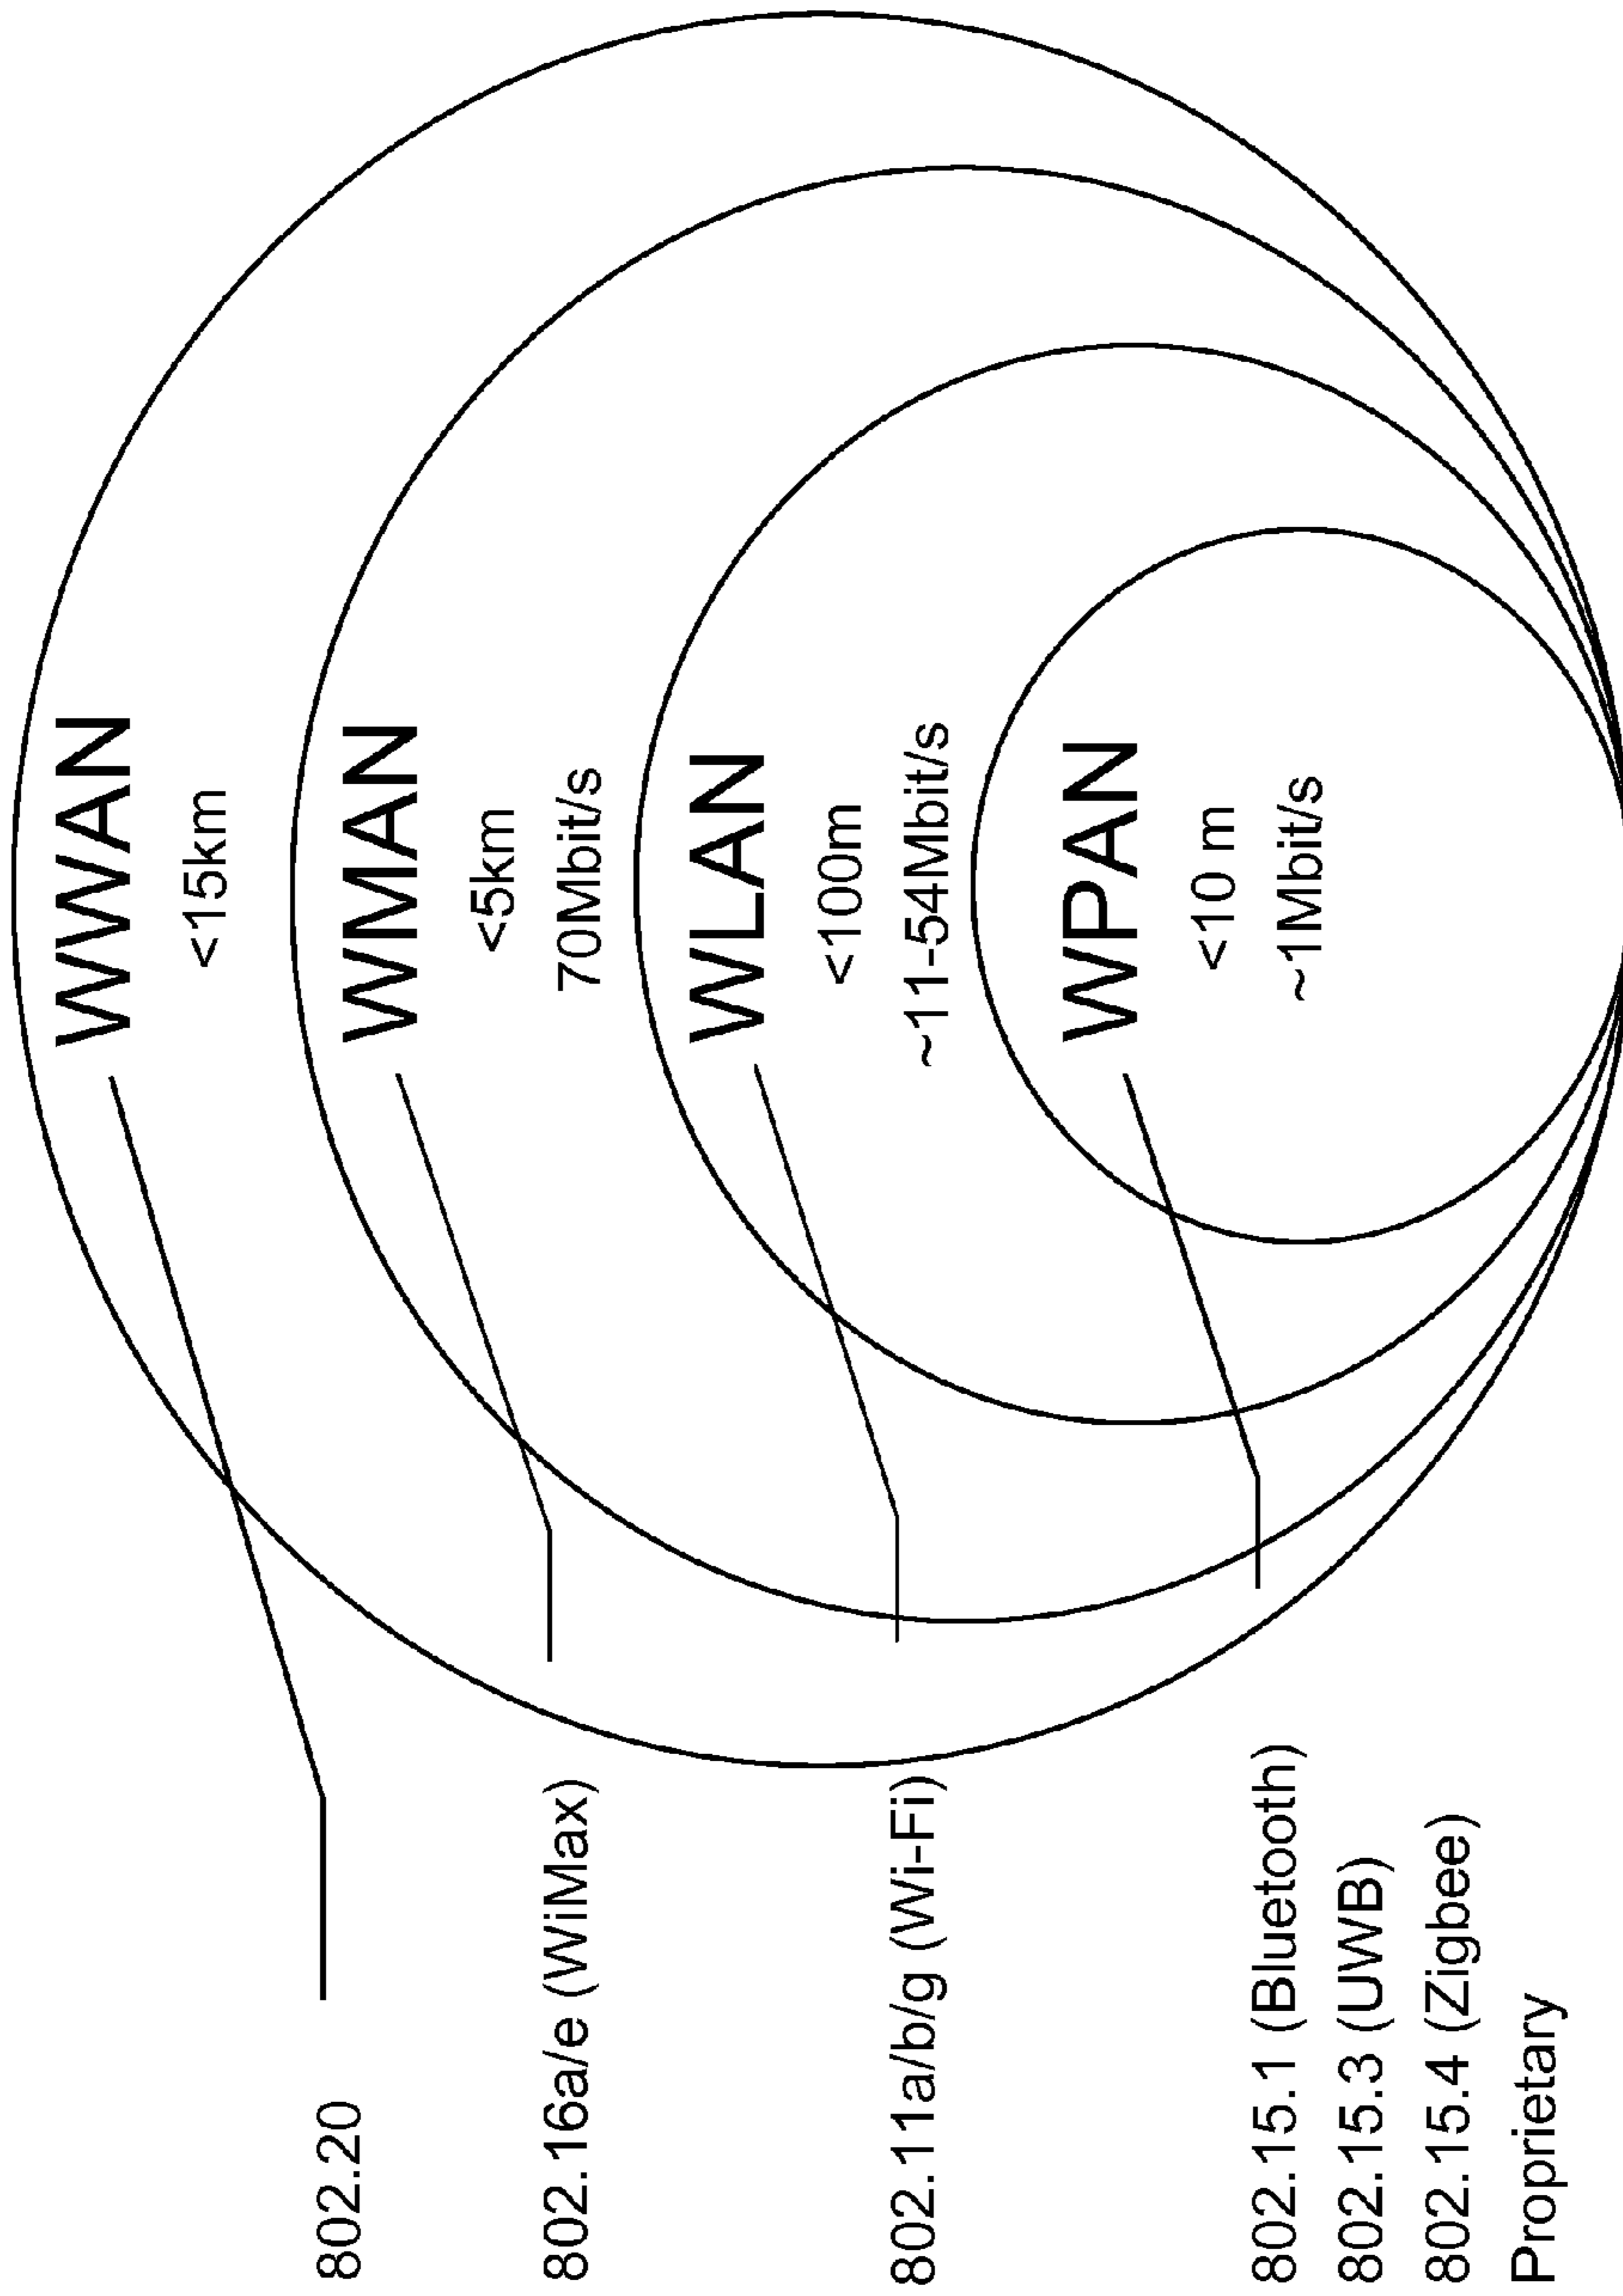 WWAN
<15km
802.20
WMAN
<5km
70Mbit/s
802.16a/e (WiMax)
WLAN
<100m
~11-54Mbit/s
802.11a/b/g (Wi-Fi)
WPAN
<10 m
~1Mbit/s
802.15.1 (Bluetooth)
802.15.3 (UWB)
802.15.4 (Zigbee)
Proprietary